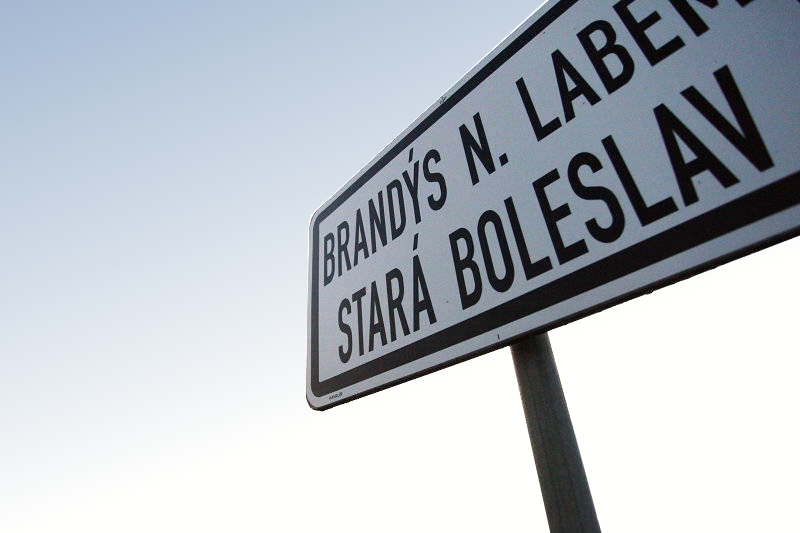 BRANDÝS N. LABEM
STARÁ BOLESLAV